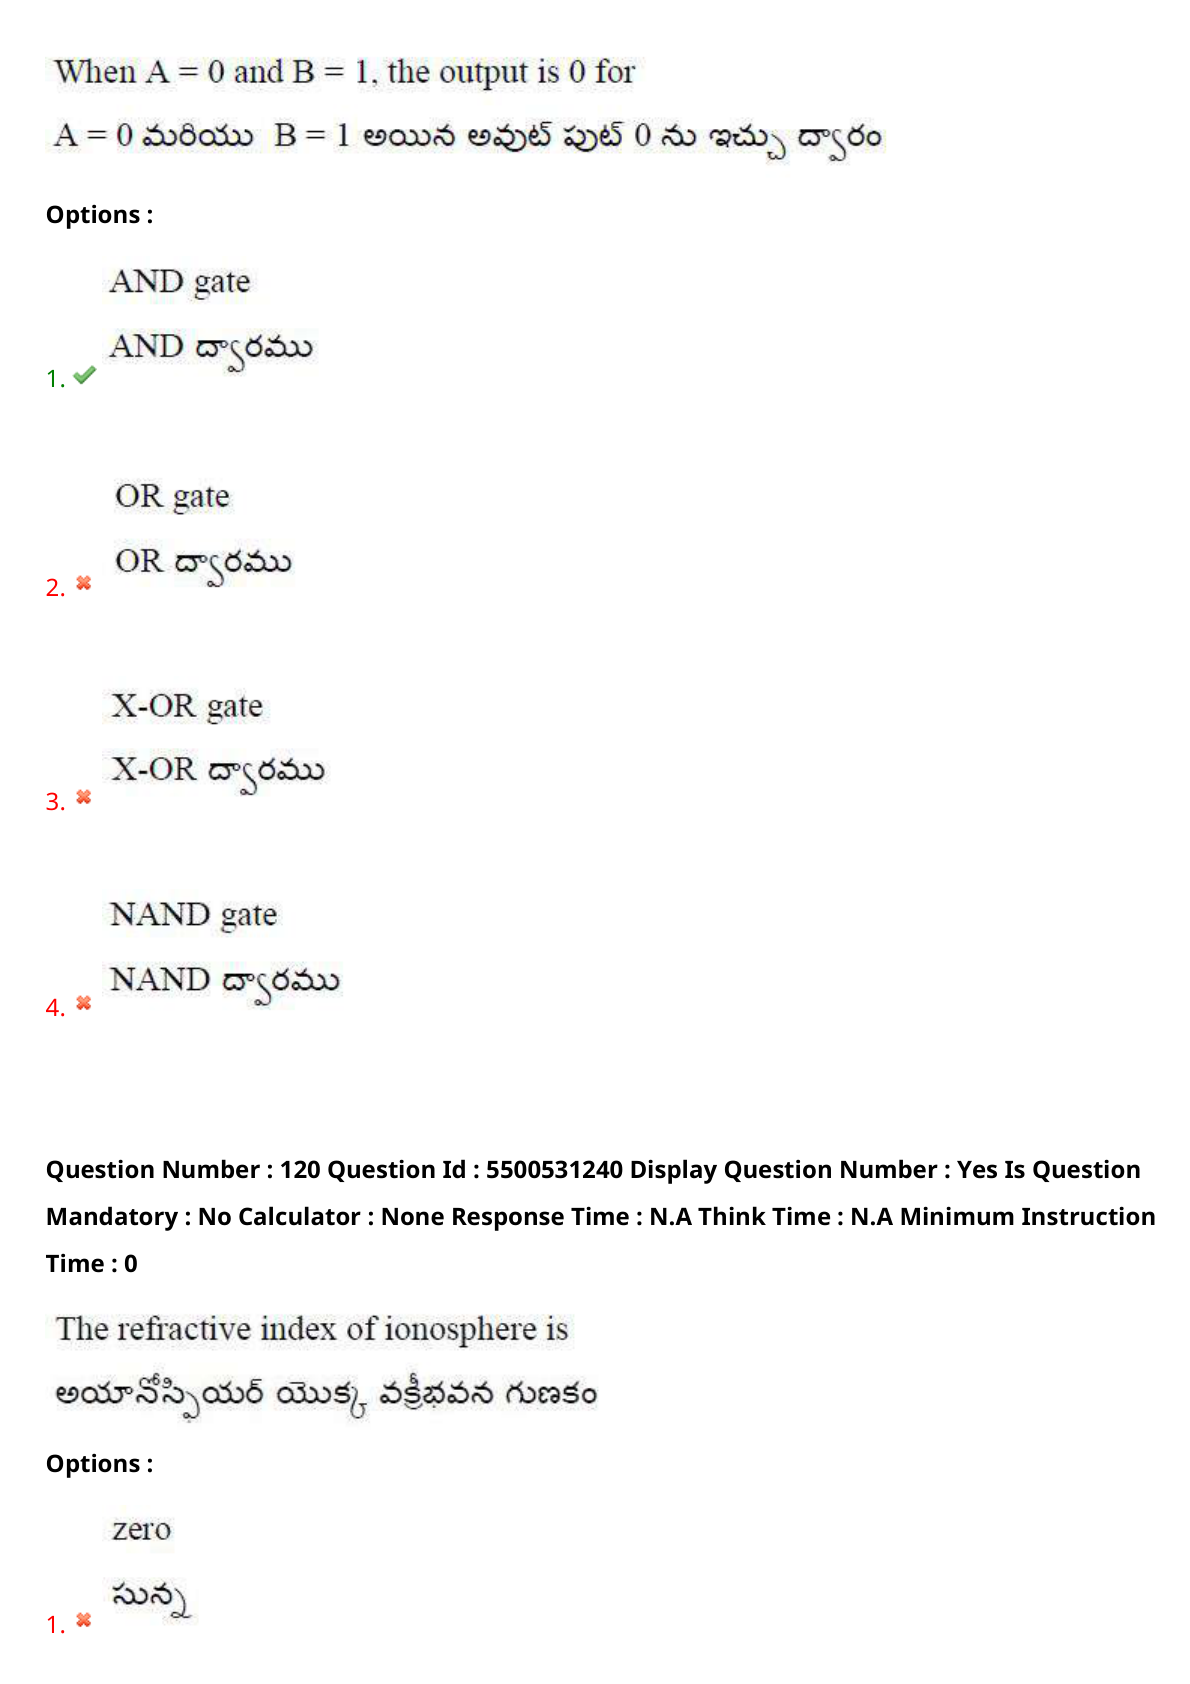 When A = 0 and B = 1, the output is 0 for
A = 0 మరియు B = 1 అయిన అవుట్ పుట్ 0 ను ఇచ్చు ద్వారం
Options :
AND gate
AND ద్వారము
1.
OR gate
OR ద్వారము
2.
X-OR gate
X-OR ద్వారము
3.
NAND gate
NAND ద్వారము
4.
Question Number : 120 Question Id : 5500531240 Display Question Number : Yes Is Question
Mandatory : No Calculator : None Response Time : N.A Think Time : N.A Minimum Instruction
Time : 0
The refractive index of ionosphere is
అయానోస్ఫియర్ యొక్క వక్రీభవన గుణకం
Options :
zero
సున్న
1.